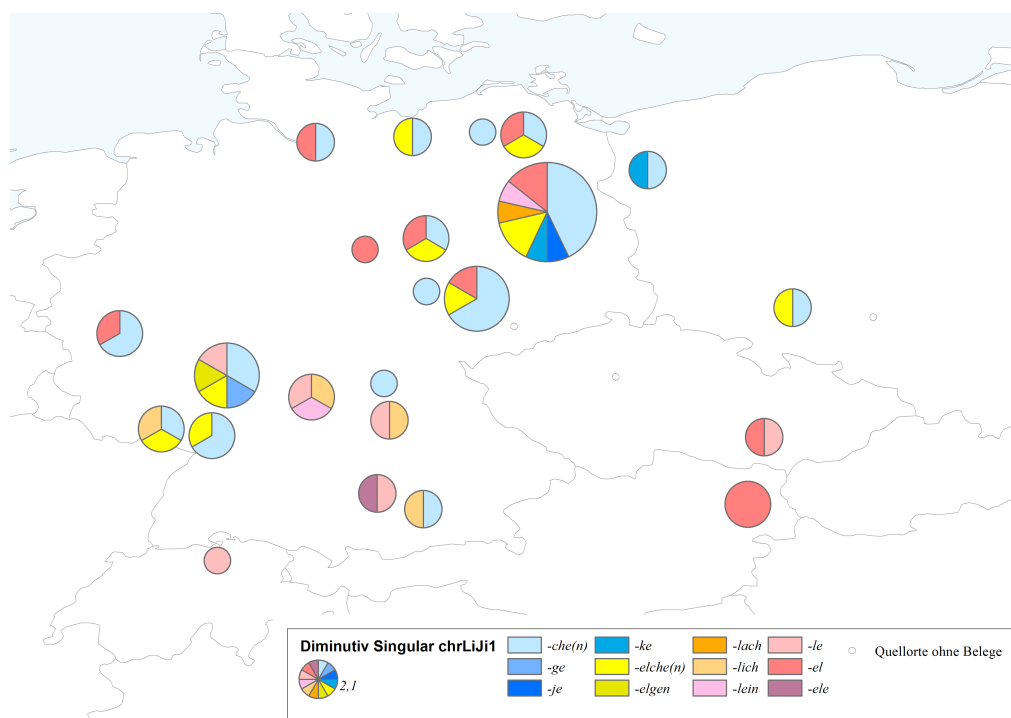 Diminutiv Singular chrLiJi1
2,1
-che(n) -ke -lach -le
-ge -elche(n) -lich -el
-je -elgen -lein -ele
Quellorte ohne Belege